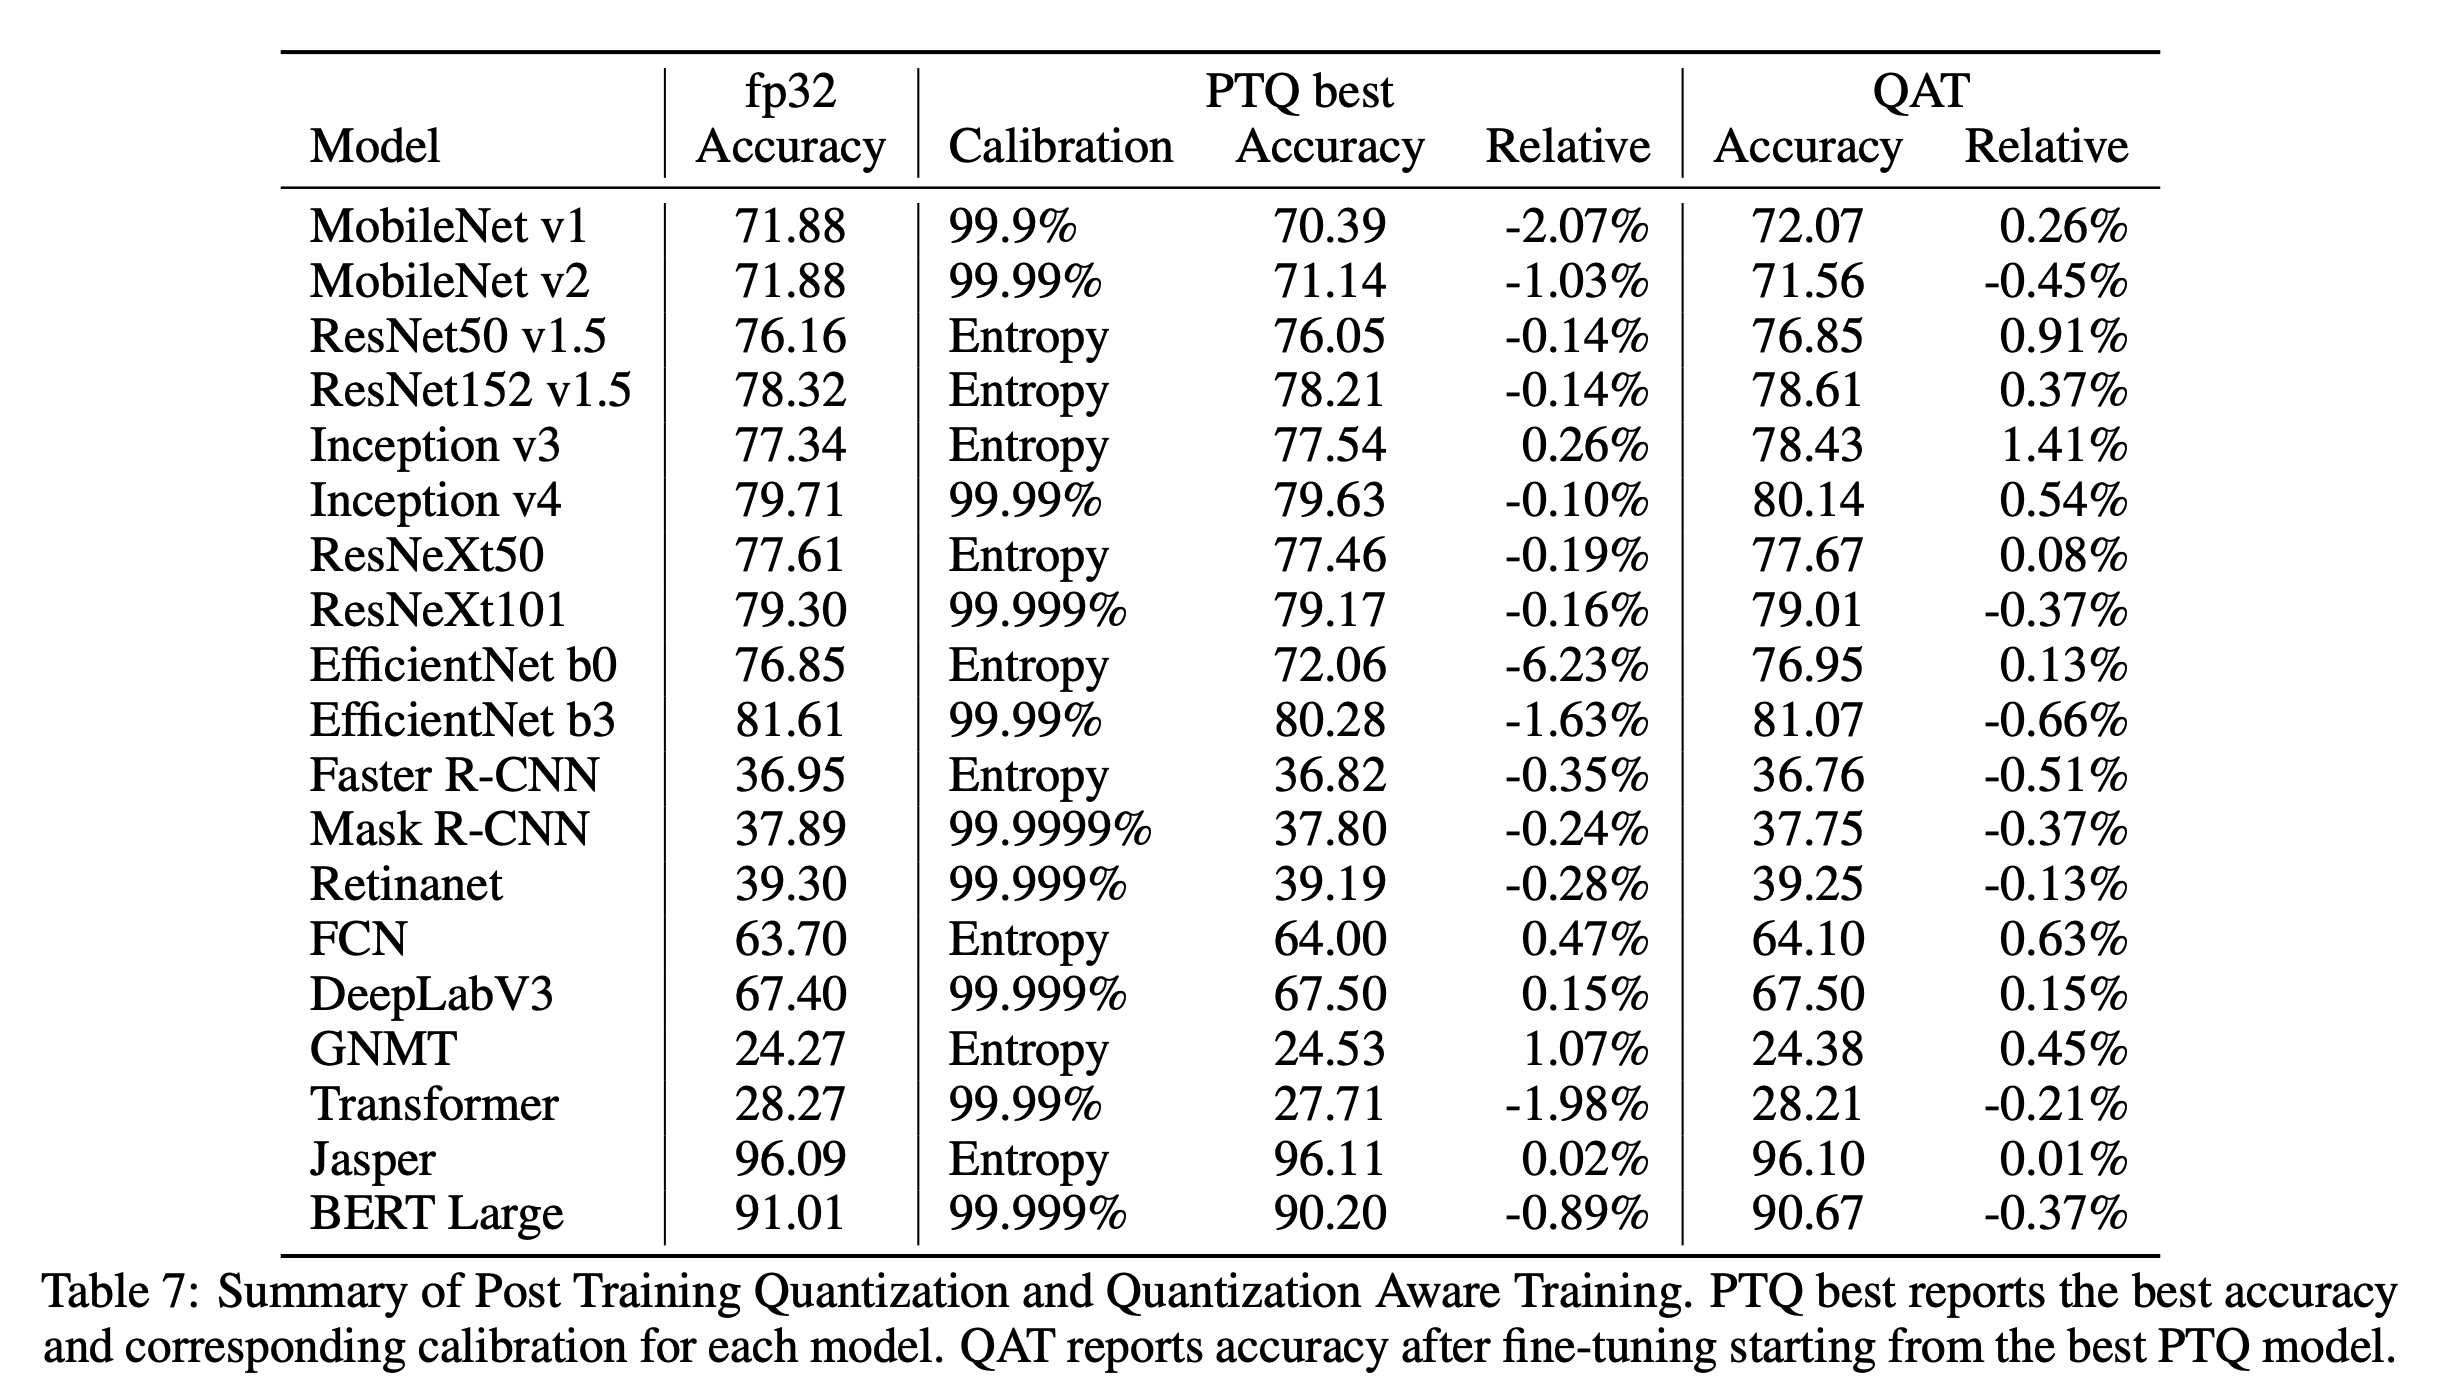 fp32 PTQ best QAT
Model Accuracy Calibration Accuracy Relative Accuracy Relative
MobileNet v1 71.88 99.9% 70.39 -2.07% 72.07 0.26%
MobileNet v2 71.88 99.99% 71.14 -1.03% 71.56 -0.45%
ResNet50 v1.5 76.16 Entropy 76.05 -0.14% 76.85 0.91%
ResNet152 v1.5 78.32 Entropy 78.21 -0.14% 78.61 0.37%
Inception v3 77.34 Entropy 77.54 0.26% 78.43 1.41%
Inception v4 79.71 99.99% 79.63 -0.10% 80.14 0.54%
ResNeXt50 77.61 Entropy 77.46 -0.19% 77.67 0.08%
ResNeXt101 79.30 99.999% 79.17 -0.16% 79.01 -0.37%
EfficientNet b0 76.85 Entropy 72.06 -6.23% 76.95 0.13%
EfficientNet b3 81.61 99.99% 80.28 -1.63% 81.07 -0.66%
Faster R-CNN 36.95 Entropy 36.82 -0.35% 36.76 -0.51%
Mask R-CNN 37.89 99.9999% 37.80 -0.24% 37.75 -0.37%
Retinanet 39.30 99.999% 39.19 -0.28% 39.25 -0.13%
FCN 63.70 Entropy 64.00 0.47% 64.10 0.63%
DeepLabV3 67.40 99.999% 67.50 0.15% 67.50 0.15%
GNMT 24.27 Entropy 24.53 1.07% 24.38 0.45%
Transformer 28.27 99.99% 27.71 -1.98% 28.21 -0.21%
Jasper 96.09 Entropy 96.11 0.02% 96.10 0.01%
BERT Large 91.01 99.999% 90.20 -0.89% 90.67 -0.37%
Table 7: Summary of Post Training Quantization and Quantization Aware Training. PTQ best reports the best accuracy
and corresponding calibration for each model. QAT reports accuracy after fine-tuning starting from the best PTQ model.